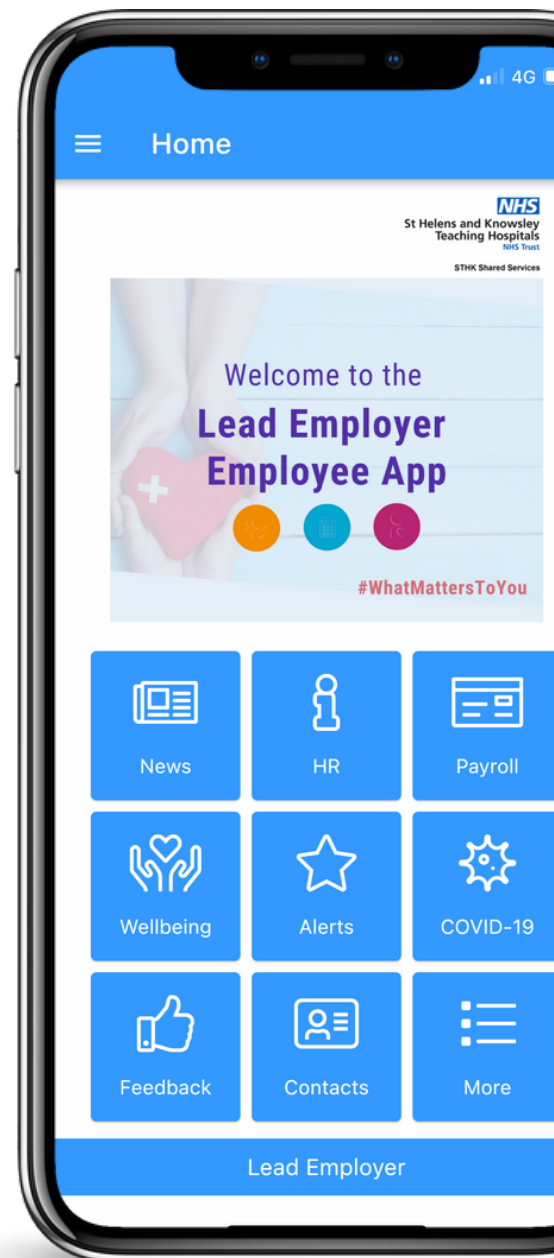 4G
Home
NHS
St Helens and Knowsley
Teaching Hospitals
NHS Trust
STHK Shared Services
Welcome to the
Lead Employer
Employee App
#WhatMattersToYou
News
HR
Payroll
Wellbeing
Alerts
COVID-19
Feedback
Contacts
More
Lead Employer